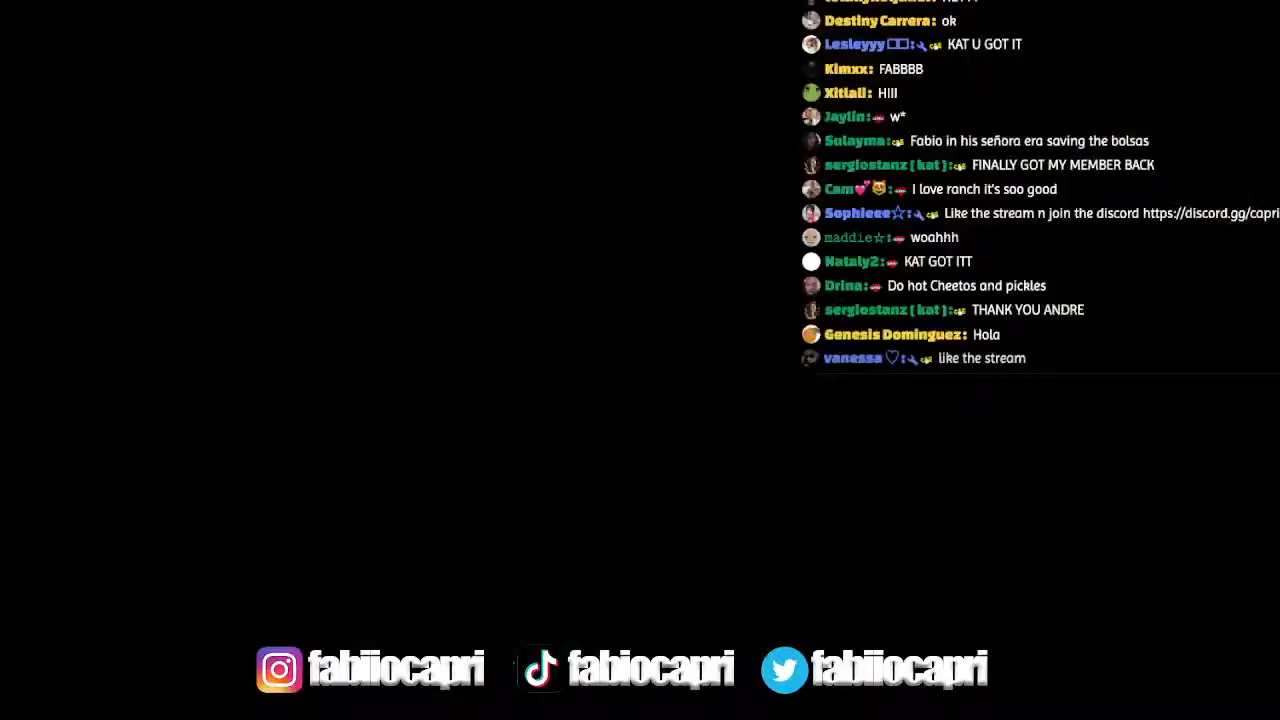 Destiny Carrera: ok
Lesleyyy □□: KAT U GOT IT
Kimxx: FABBBB
Xitlali: HIII
Jaylin: w*
Sulayma: Fabio in his señora era saving the bolsas
sergiostanz [ kat ]: FINALLY GOT MY MEMBER BACK
Cam💕😻: I love ranch it's soo good
Sophieee☆: Like the stream n join the discord https://discord.gg/capri
maddie☆: woahhh
Nataly2: KAT GOT ITT
Drina: Do hot Cheetos and pickles
sergiostanz [ kat ]: THANK YOU ANDRE
Genesis Dominguez: Hola
vanessa ♡: like the stream
fabiiocapri fabiocapri fabiiocapri